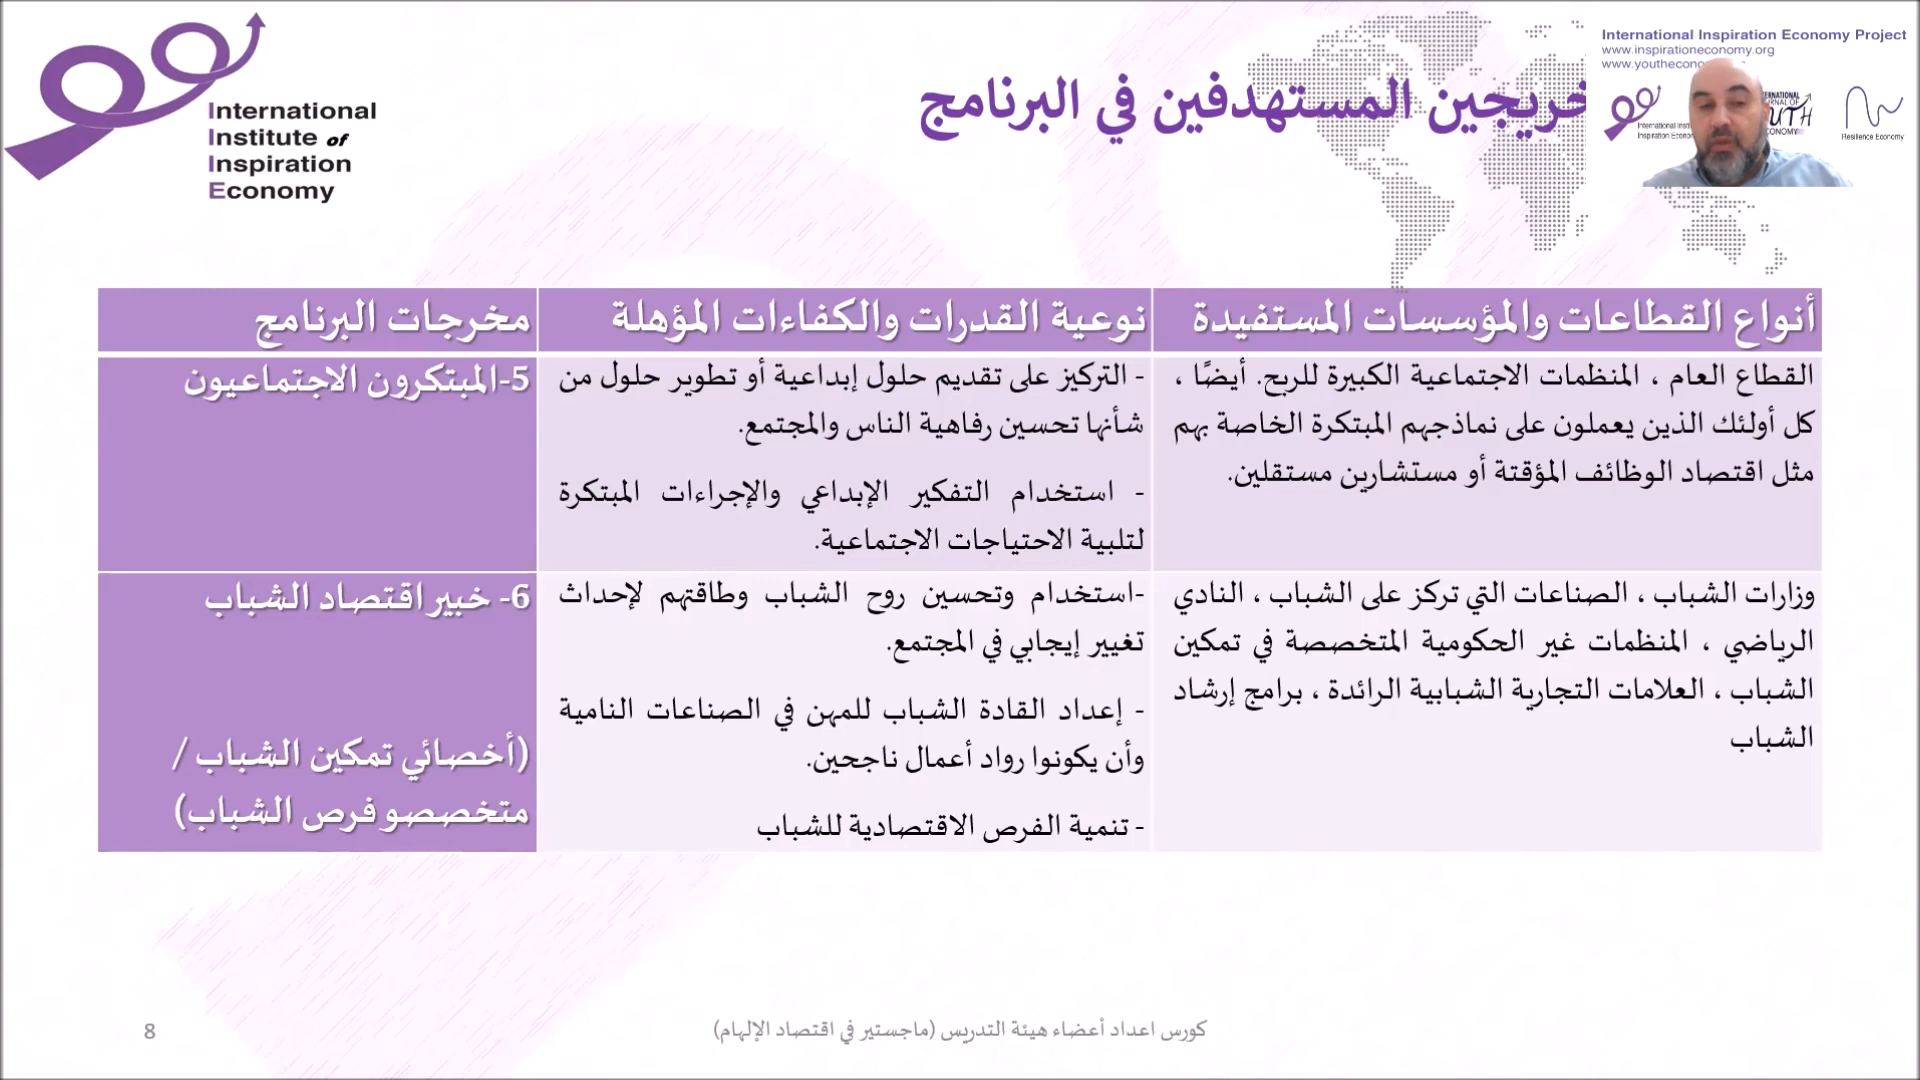 International
Institute of
Inspiration
Economy
International Inspiration Economy Project
www.inspirationeconomy.org
Resilience Economy
المستهدفين في البرنامج
أنواع القطاعات والمؤسسات المستفيدة
نوعية القدرات والكفاءات المؤهلة
مخرجات البرنامج
القطاع العام ، المنظمات الاجتماعية الكبيرة للربح. أيضًا ،
كل أولئك الذين يعملون على نماذجهم المبتكرة الخاصة بهم
مثل اقتصاد الوظائف المؤقتة أو مستشارين مستقلين.
- التركيز على تقديم حلول إبداعية أو تطوير حلول من
شأنها تحسين رفاهية الناس والمجتمع.
- استخدام التفكير الإبداعي والإجراءات المبتكرة
لتلبية الاحتياجات الاجتماعية.
5-المبتكرون الاجتماعيون
وزارات الشباب ، الصناعات التي تركز على الشباب ، النادي
الرياضي ، المنظمات غير الحكومية المتخصصة في تمكين
الشباب ، العلامات التجارية الشبابية الرائدة ، برامج إرشاد
الشباب
-استخدام وتحسين روح الشباب وطاقتهم لإحداث
تغيير إيجابي في المجتمع.
- إعداد القادة الشباب للمهن في الصناعات النامية
وأن يكونوا رواد أعمال ناجحين.
- تنمية الفرص الاقتصادية للشباب
6- خبير اقتصاد الشباب
(أخصائي تمكين الشباب /
متخصصو فرص الشباب)
كورس اعداد أعضاء هيئة التدريس (ماجستير في اقتصاد الإلهام)
8